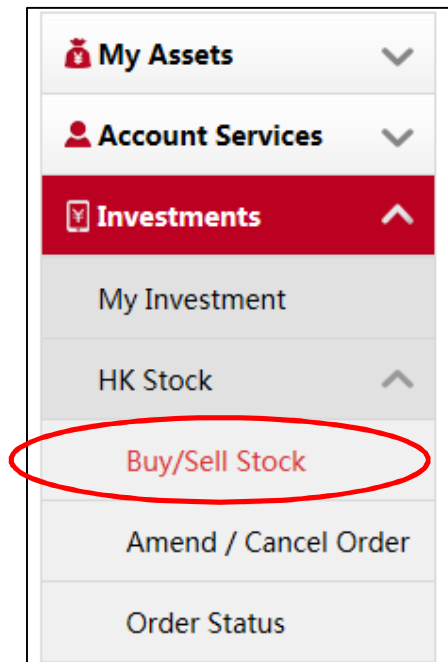 My Assets
Account Services
Investments
My Investment
HK Stock
Buy/Sell Stock
Amend / Cancel Order
Order Status